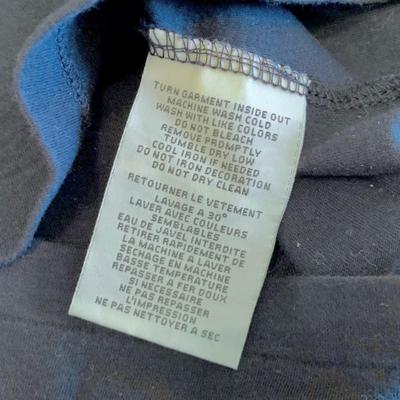 TURN GARMENT INSIDE OUT
MACHINE WASH COLD
WASH WITH LIKE COLORS
DO NOT BLEACH
REMOVE PROMPTLY
TUMBLE DRY LOW
COOL IRON IF NEEDED
DO NOT IRON DECORATION
DO NOT DRY CLEAN
RETOURNER LE VETEMENT
LAVAGE A 30°
LAVER AVEC COULEURS
SEMBLABLES
EAU DE JAVEL INTERDITE
RETIRER RAPIDEMENT DE
LA MACHINE A LAVER
SECHAGE EN MACHINE
BASSE TEMPERATURE
REPASSER A FER DOUX
SI NECESSAIRE
NE PAS REPASSER
L'IMPRESSION
NE PAS NETTOYER A SEC